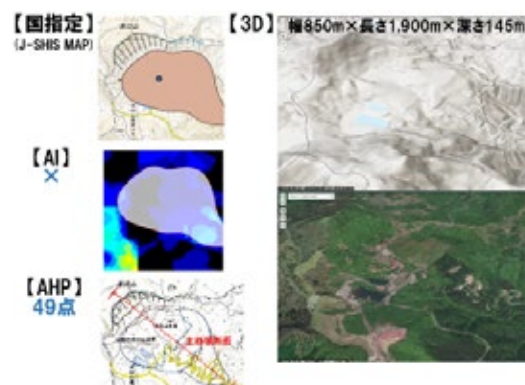 【国指定】
(J-SHIS MAP)
【3D】 幅850m×長さ1,900m×深さ145m
【AI】
×
【AHP】
49点